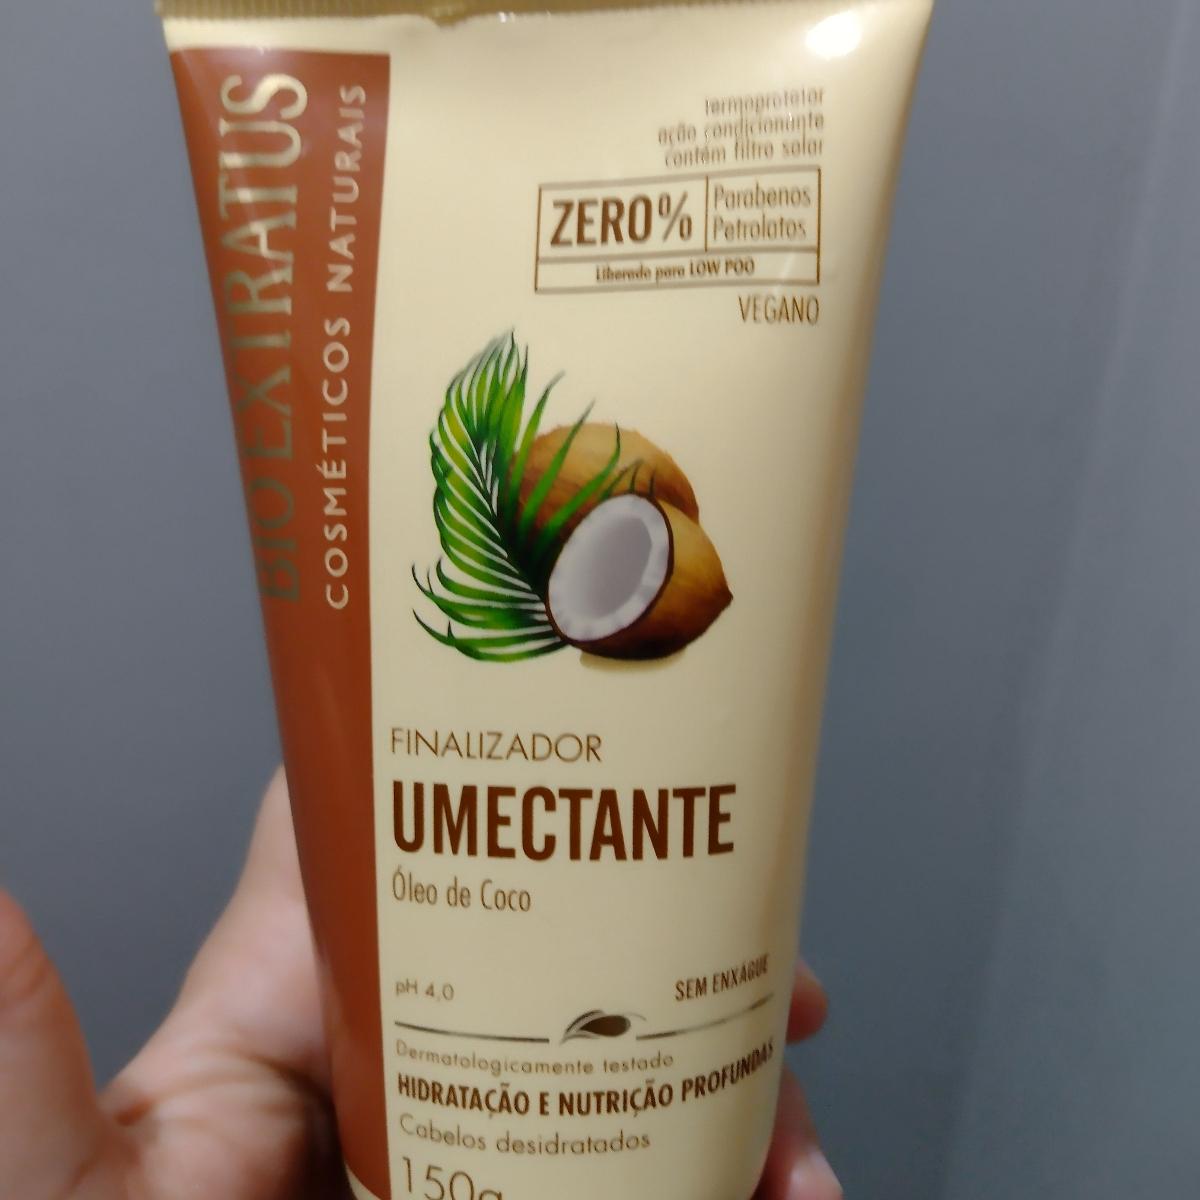 BIO EXTRATUS
COSMÉTICOS NATURAIS
termoprotetor
ação condicionante
contém filtro solar
ZERO%
Parabenos
Petrolatos
Liberado para LOW POO
VEGANO
FINALIZADOR
UMECTANTE
Óleo de Coco
pH 4,0
SEM ENXÁGUE
Dermatologicamente testado
HIDRATAÇÃO E NUTRIÇÃO PROFUNDAS
Cabelos desidratados
150g